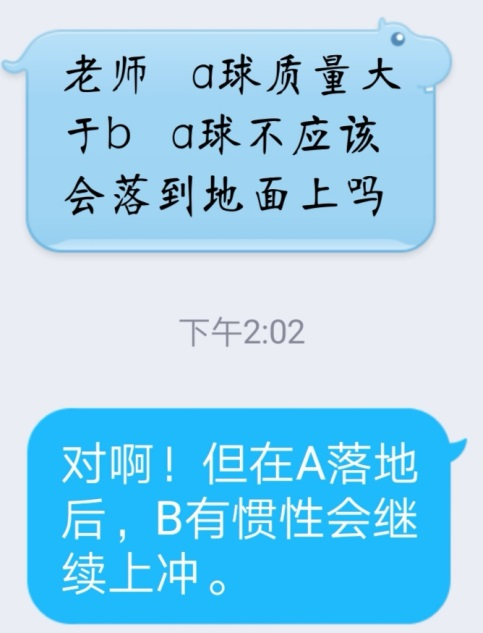 老师 a球质量大
于b a球不应该
会落到地面上吗
下午2:02
对啊！但在A落地
后，B有惯性会继
续上冲。